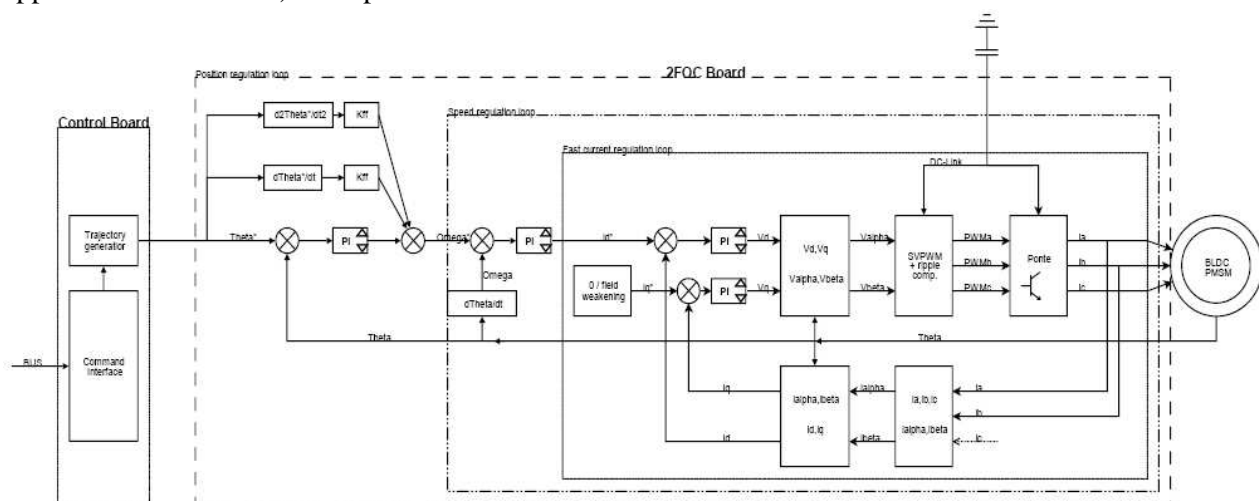 2FOC Board
Position regulation loop
Control Board
d2Theta*/dt2
Kff
Speed regulation loop
Fast current regulation loop
DC-Link
dTheta*/dt
Kff
Trajectory
generator
Theta*
PI
Omega*
PI
Id*
PI
Vd
Vd,Vq
Valpha,Vbeta
Valpha
SVPWM
+ ripple
comp.
PWMa
PWMb
PWMc
Ponte
Ia
Ib
Ic
BLDC
PMSM
Omega
dTheta/dt
0 / field
weakening
Iq*
PI
Vq
Vbeta
Theta
Theta
BUS
Command
Interface
Iq
Id
Ialpha,Ibeta
Id,Iq
Ialpha
Ibeta
Ia,Ib,Ic
Ialpha,Ibeta
Ia
Ib
Ic